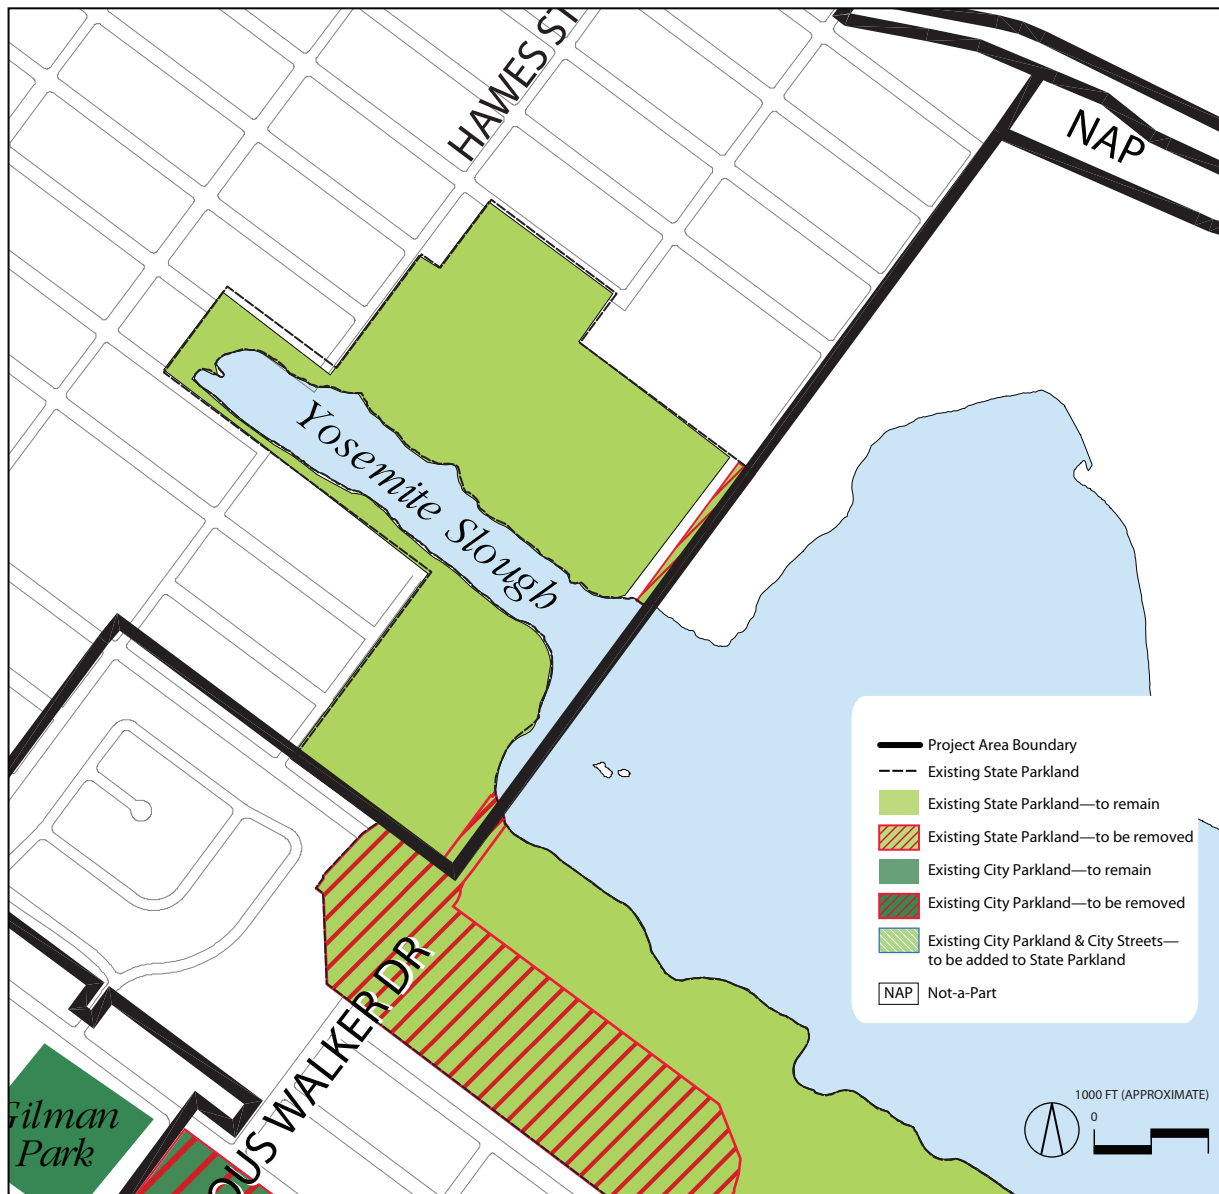 HAWES ST
NAP
Yosemite Slough
Project Area Boundary
Existing State Parkland
Existing State Parkland—to remain
Existing State Parkland—to be removed
Existing City Parkland—to remain
Existing City Parkland—to be removed
Existing City Parkland & City Streets—
to be added to State Parkland
NAP Not-a-Part
1000 FT (APPROXIMATE)
0
OUS WALKER DR
Gilman
Park